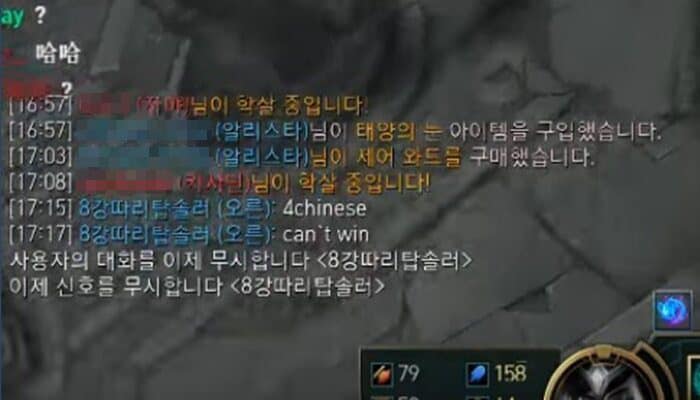 ay ?
哈哈
?
[16:57] 님이 학살 중입니다!
[16:57] (알리스타)님이 태양의 눈 아이템을 구입했습니다.
[17:03] (알리스타)님이 제어 와드를 구매했습니다.
[17:08] (카사딘)님이 학살 중입니다!
[17:15] 8강따리탑솔러 (오른): 4chinese
[17:17] 8강따리탑솔러 (오른): can't win
사용자의 대화를 이제 무시합니다 <8강따리탑솔러>
이제 신호를 무시합니다 <8강따리탑솔러>
79 158